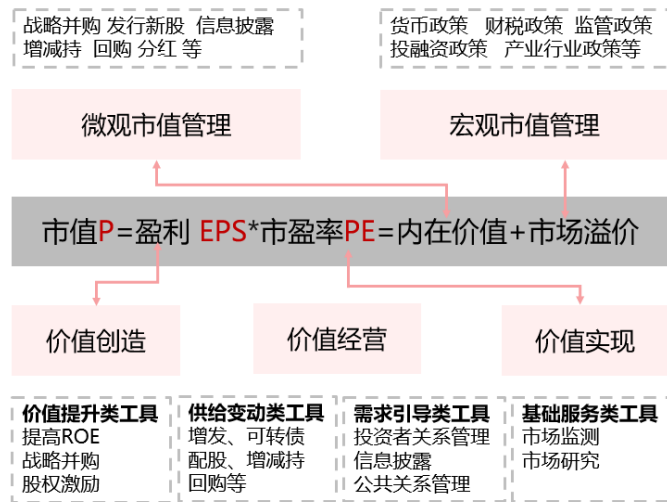 战略并购 发行新股 信息披露
增减持 回购 分红 等
货币政策 财税政策 监管政策
投融资政策 产业行业政策等
微观市值管理
宏观市值管理
市值P=盈利 EPS*市盈率PE=内在价值+市场溢价
价值创造
价值经营
价值实现
价值提升类工具
提高ROE
战略并购
股权激励
供给变动类工具
增发、可转债
配股、增减持
回购等
需求引导类工具
投资者关系管理
信息披露
公共关系管理
基础服务类工具
市场监测
市场研究